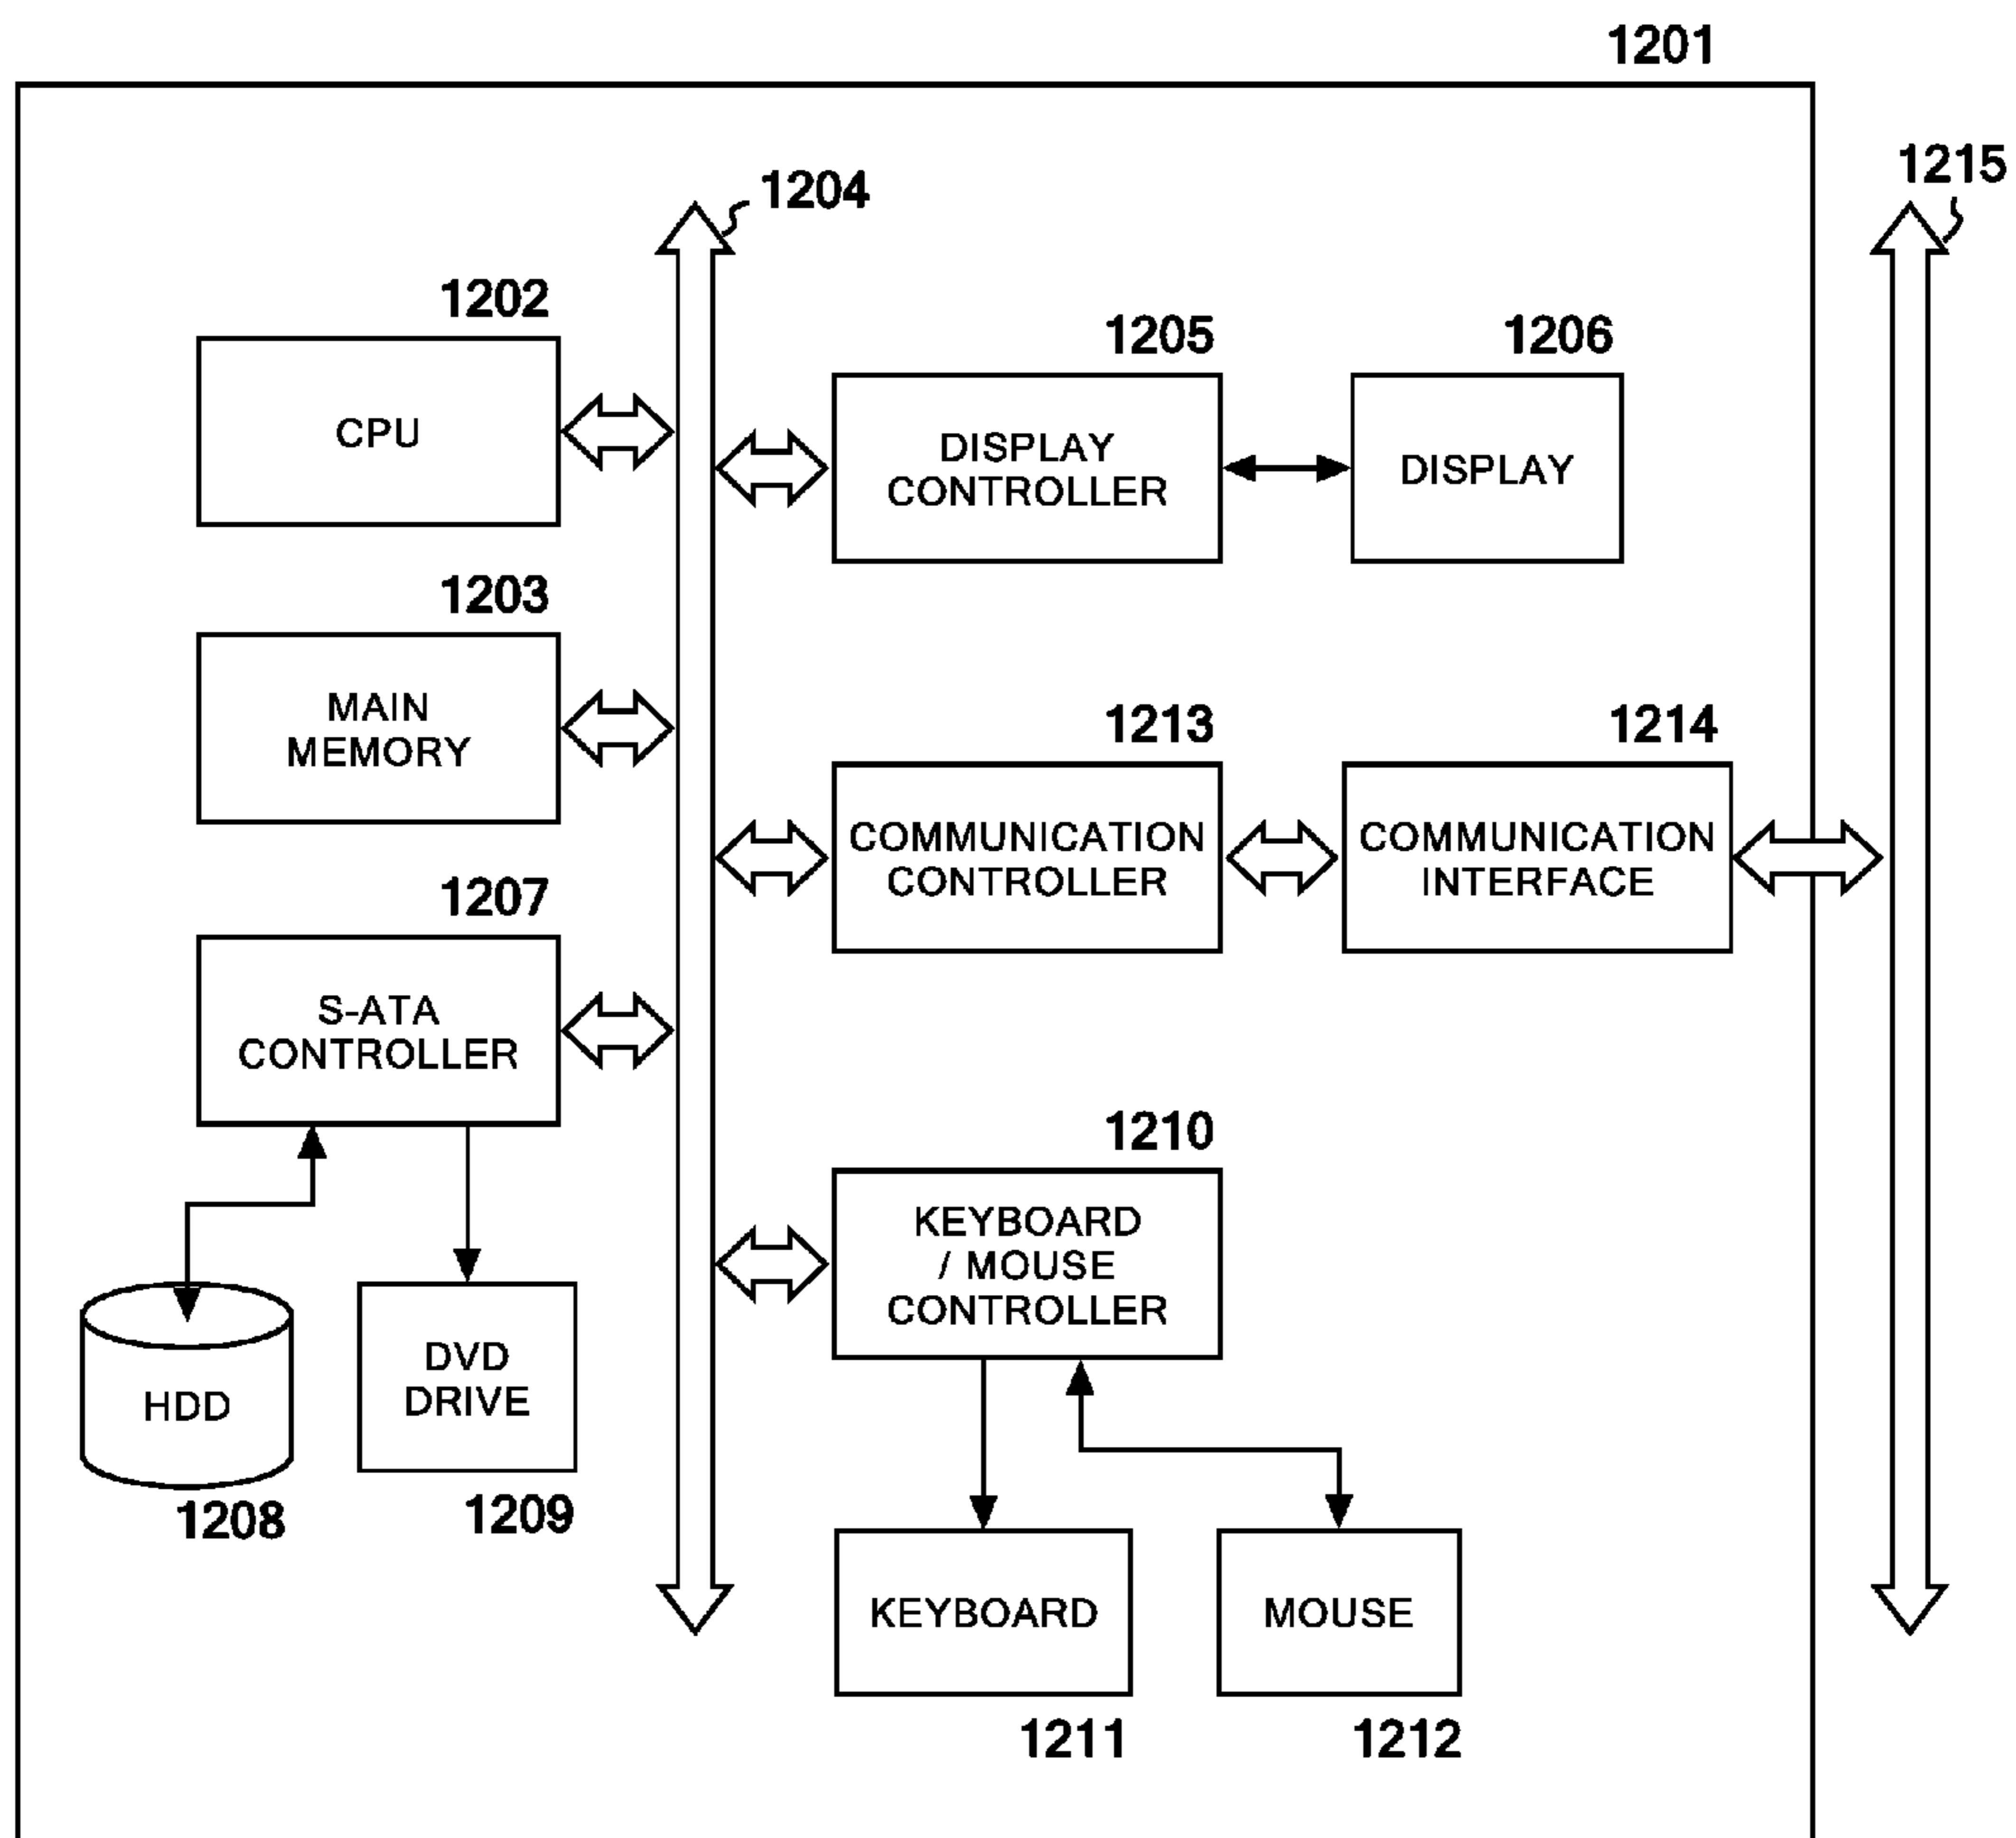 1201
1215
1204
1202
CPU
1205
DISPLAY
CONTROLLER
1206
DISPLAY
1203
MAIN
MEMORY
1213
COMMUNICATION
CONTROLLER
1214
COMMUNICATION
INTERFACE
1207
S-ATA
CONTROLLER
1210
KEYBOARD
/ MOUSE
CONTROLLER
HDD
1208
DVD
DRIVE
1209
KEYBOARD
1211
MOUSE
1212